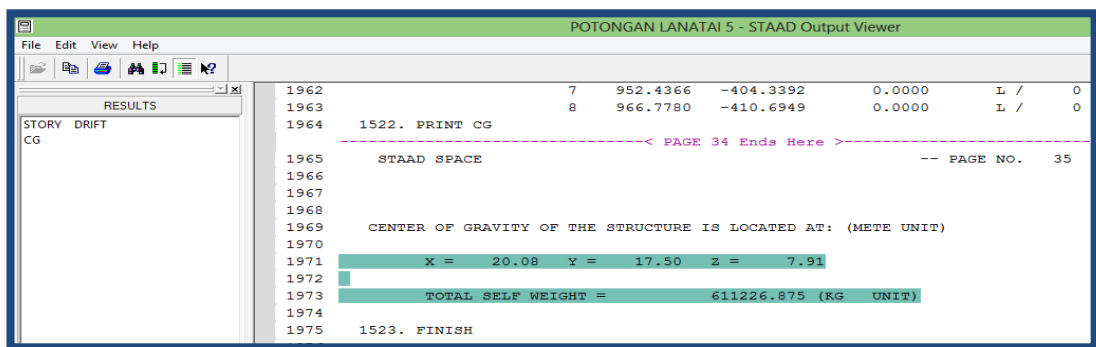 POTONGAN LANATAI 5 - STAAD Output Viewer
File Edit View Help
RESULTS
STORY DRIFT
CG
1962 7 952.4366 -404.3392 0.0000 L / 0
1963 8 966.7780 -410.6949 0.0000 L / 0
1964 1522. PRINT CG
---------------------------------< PAGE 34 Ends Here >---------------------------
1965 STAAD SPACE -- PAGE NO. 35
1966
1967
1968
1969 CENTER OF GRAVITY OF THE STRUCTURE IS LOCATED AT: (METE UNIT)
1970
1971 X = 20.08 Y = 17.50 Z = 7.91
1972
1973 TOTAL SELF WEIGHT = 611226.875 (KG UNIT)
1974
1975 1523. FINISH